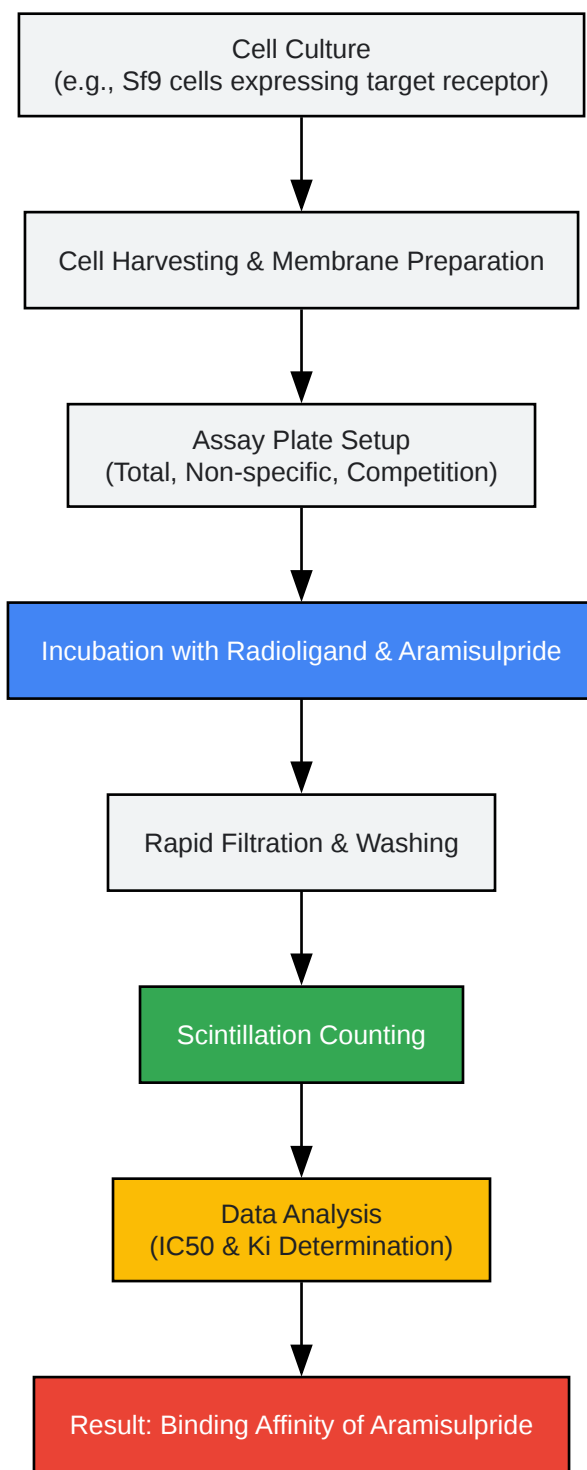 Cell Culture
(e.g., Sf9 cells expressing target receptor)
Cell Harvesting & Membrane Preparation
Assay Plate Setup
(Total, Non-specific, Competition)
Incubation with Radioligand & Aramisulpride
Rapid Filtration & Washing
Scintillation Counting
Data Analysis
(IC50 & Ki Determination)
Result: Binding Affinity of Aramisulpride